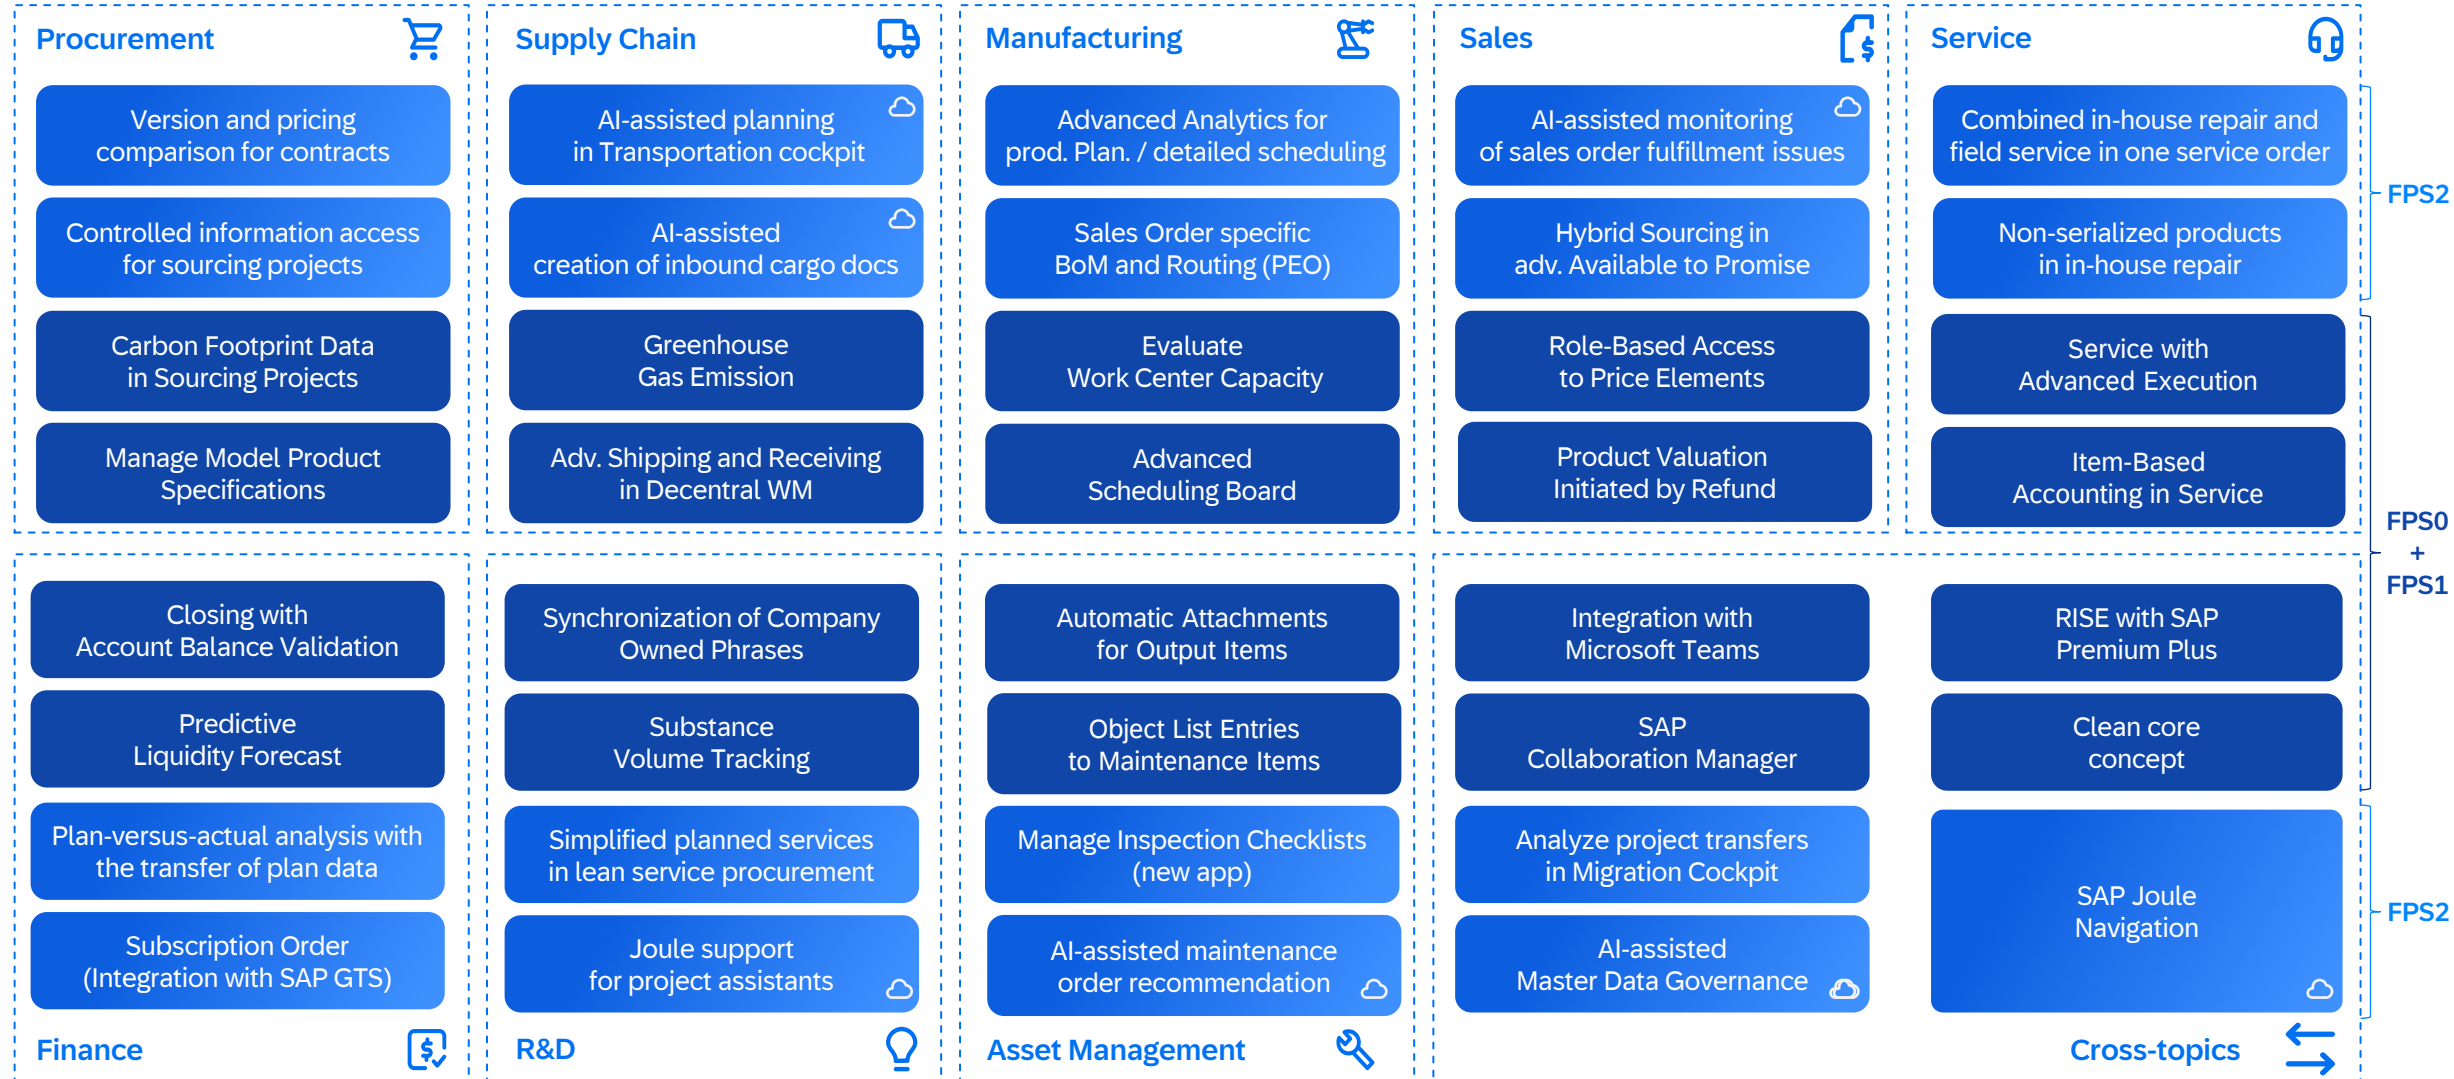 Procurement
Version and pricing
comparison for contracts
Controlled information access
for sourcing projects
Carbon Footprint Data
in Sourcing Projects
Manage Model Product
Specifications
Supply Chain
AI-assisted planning
in Transportation cockpit
AI-assisted
creation of inbound cargo docs
Greenhouse
Gas Emission
Adv. Shipping and Receiving
in Decentral WM
Manufacturing
Advanced Analytics for
prod. Plan. / detailed scheduling
Sales Order specific
BoM and Routing (PEO)
Evaluate
Work Center Capacity
Advanced
Scheduling Board
Sales
AI-assisted monitoring
of sales order fulfillment issues
Hybrid Sourcing in
adv. Available to Promise
Role-Based Access
to Price Elements
Product Valuation
Initiated by Refund
Service
Combined in-house repair and
field service in one service order
Non-serialized products
in in-house repair
Service with
Advanced Execution
Item-Based
Accounting in Service
FPS2
FPS0
+
FPS1
Closing with
Account Balance Validation
Predictive
Liquidity Forecast
Plan-versus-actual analysis with
the transfer of plan data
Subscription Order
(Integration with SAP GTS)
Finance
Synchronization of Company
Owned Phrases
Substance
Volume Tracking
Simplified planned services
in lean service procurement
Joule support
for project assistants
R&D
Automatic Attachments
for Output Items
Object List Entries
to Maintenance Items
Manage Inspection Checklists
(new app)
AI-assisted maintenance
order recommendation
Asset Management
Integration with
Microsoft Teams
SAP
Collaboration Manager
Analyze project transfers
in Migration Cockpit
AI-assisted
Master Data Governance
RISE with SAP
Premium Plus
Clean core
concept
SAP Joule
Navigation
Cross-topics
FPS2